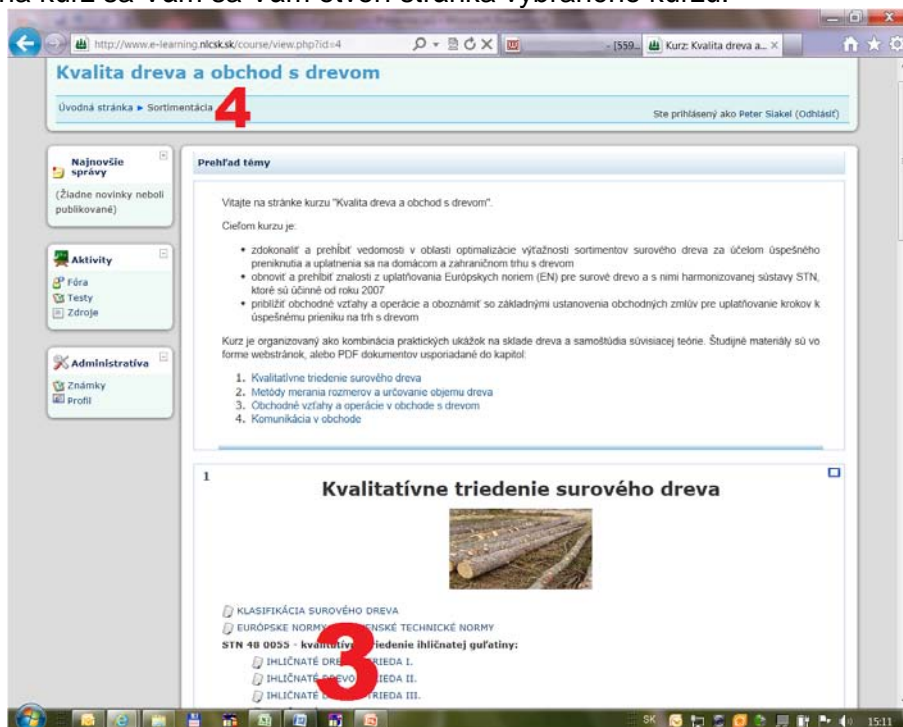 na kurz sa Vám sa Vám otvorí stránka vybraného kurzu.
http://www.e-learning.nlcsk.sk/course/view.php?id=4
- [559...
Kurz: Kvalita dreva a... ×
Kvalita dreva a obchod s drevom
Úvodná stránka ► Sortimentácia
4
Ste prihlásený ako Peter Slakel (Odhlásiť)
Najnovšie správy
(Žiadne novinky neboli publikované)
Aktivity
Fóra
Testy
Zdroje
Administratíva
Známky
Profil
Prehľad témy
Vitajte na stránke kurzu "Kvalita dreva a obchod s drevom".
Cieľom kurzu je:
• zdokonaliť a prehĺbiť vedomosti v oblasti optimalizácie výťažnosti sortimentov surového dreva za účelom úspešného
preniknutia a uplatnenia sa na domácom a zahraničnom trhu s drevom
• obnoviť a prehĺbiť znalosti z uplatňovania Európskych noriem (EN) pre surové drevo a s nimi harmonizovanej sústavy STN,
ktoré sú účinné od roku 2007
• priblížiť obchodné vzťahy a operácie a oboznámiť so základnými ustanovenia obchodných zmlúv pre uplatňovanie krokov k
úspešnému prieniku na trh s drevom
Kurz je organizovaný ako kombinácia praktických ukážok na sklade dreva a samoštúdia súvisiacej teórie. Študijné materiály sú vo
forme webstránok, alebo PDF dokumentov usporiadané do kapitol:
1. Kvalitatívne triedenie surového dreva
2. Metódy merania rozmerov a určovanie objemu dreva
3. Obchodné vzťahy a operácie v obchode s drevom
4. Komunikácia v obchode
1
Kvalitatívne triedenie surového dreva
KLASIFIKÁCIA SUROVÉHO DREVA
EURÓPSKE NORMY TECHNICKÉ NORMY
STN 48 0055 - kvalitatívne triedenie ihličnatej guľatiny:
IHLIČNATÉ TRIEDA I.
IHLIČNATÉ TRIEDA II.
IHLIČNATÉ TRIEDA III.
3
SK
15:11